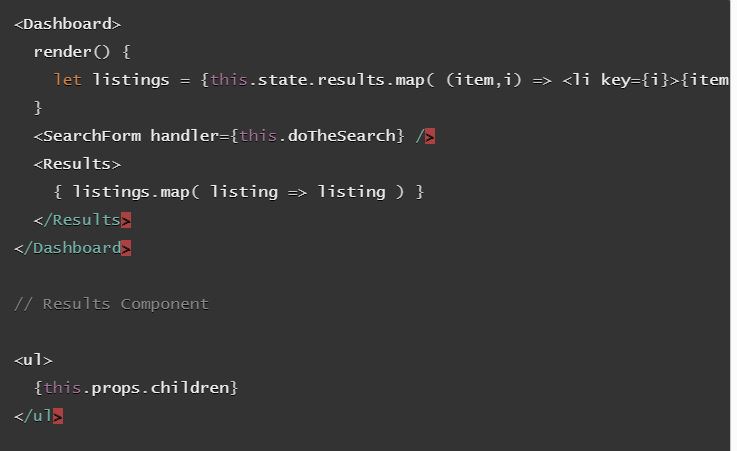 <Dashboard>
  render() {
    let listings = {this.state.results.map( (item,i) => <li key={i}>{item
  }
  <SearchForm handler={this.doTheSearch} />
  <Results>
    { listings.map( listing => listing ) }
  </Results>
</Dashboard>

// Results Component

<ul>
  {this.props.children}
</ul>